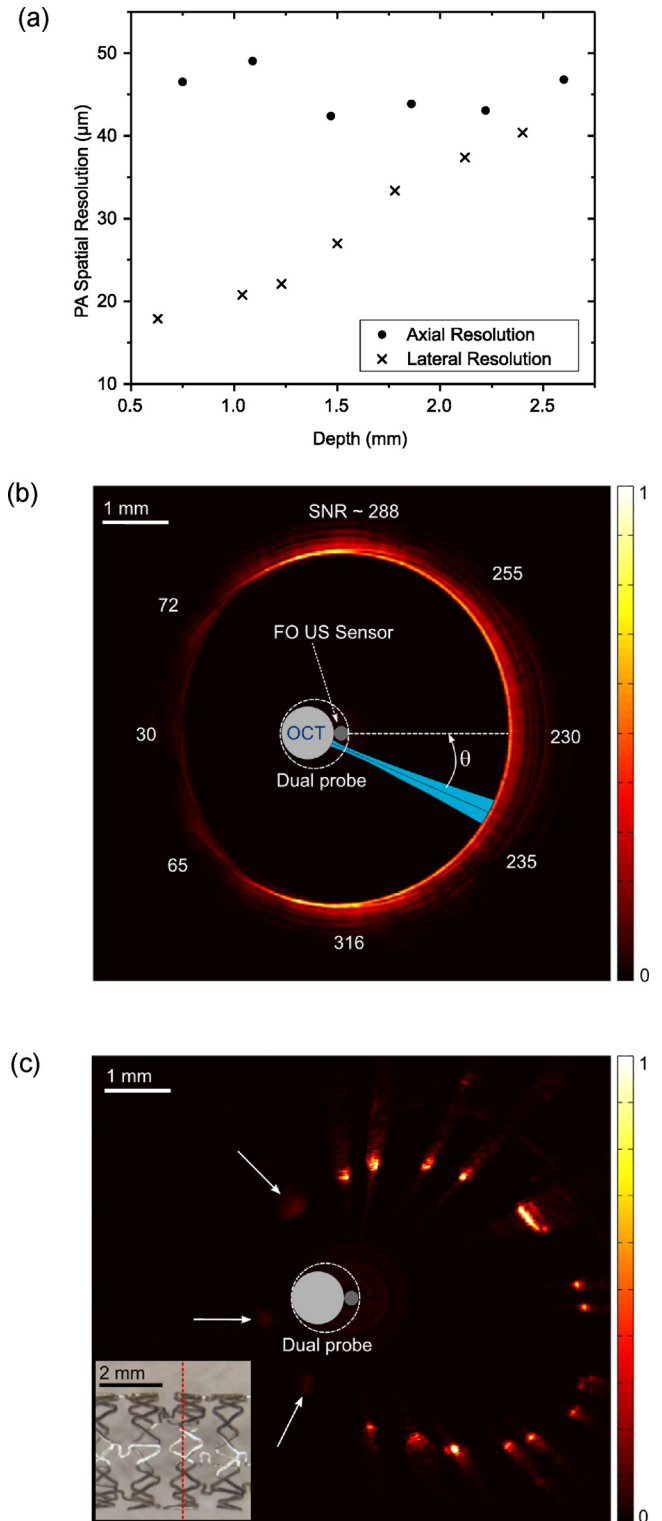 (a)
50
40
30
20
10
PA Spatial Resolution (µm)
Axial Resolution
Lateral Resolution
0.5 1.0 1.5 2.0 2.5
Depth (mm)
(b)
1 mm
SNR ~ 288
1
255
72
FO US Sensor
30
OCT
θ
230
Dual probe
65
235
316
0
(c)
1 mm
1
Dual probe
2 mm
0